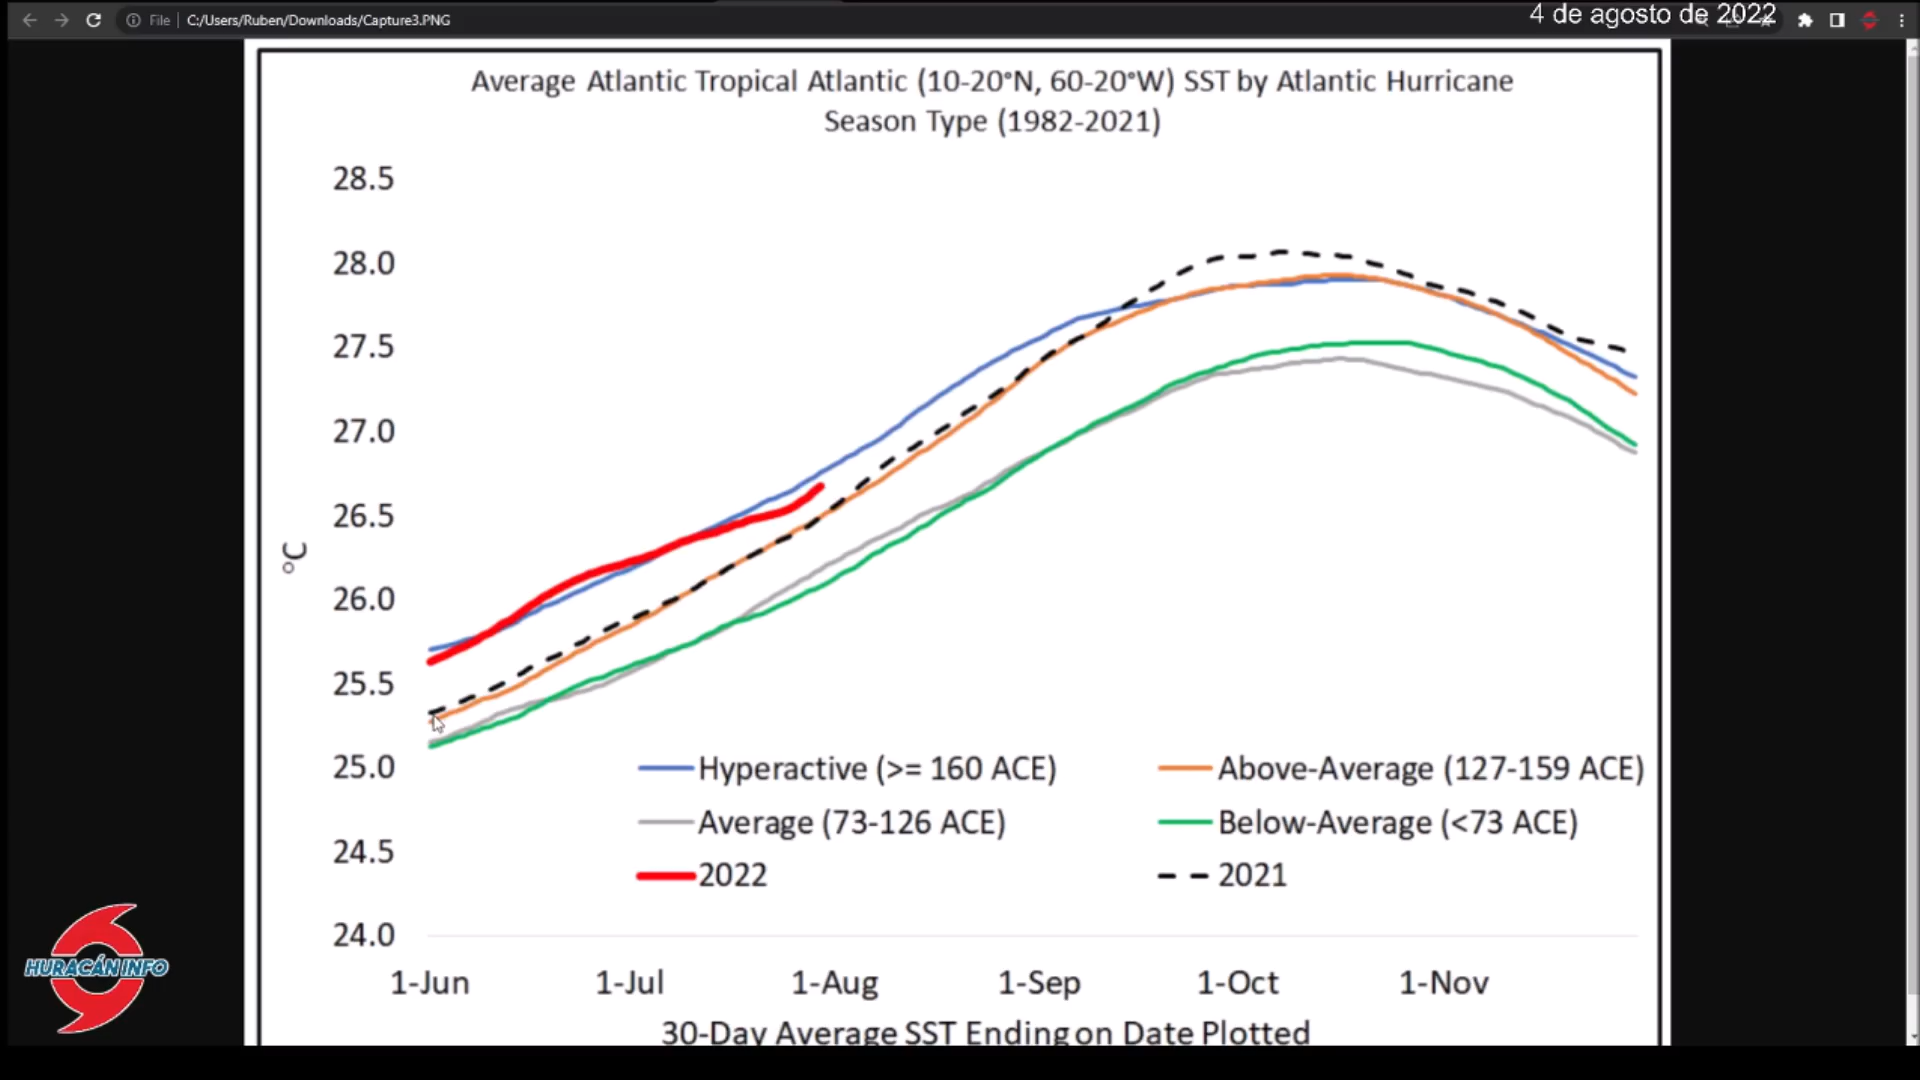 File
C:/Users/Ruben/Downloads/Capture3.PNG
4 de agosto de 2022
Average Atlantic Tropical Atlantic (10-20°N, 60-20°W) SST by Atlantic Hurricane
Season Type (1982-2021)
28.5
28.0
27.5
27.0
26.5
26.0
25.5
25.0
24.5
24.0
°C
Hyperactive (>= 160 ACE)
Above-Average (127-159 ACE)
Average (73-126 ACE)
Below-Average (<73 ACE)
2022
2021
1-Jun
1-Jul
1-Aug
1-Sep
1-Oct
1-Nov
30-Day Average SST Ending on Date Plotted
HURACÁN INFO